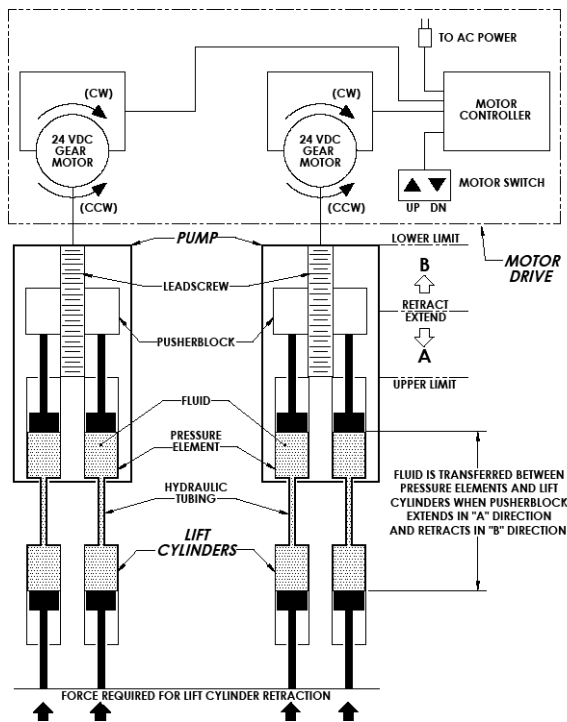 TO AC POWER
(CW)
(CW)
24 VDC
GEAR
MOTOR
24 VDC
GEAR
MOTOR
MOTOR
CONTROLLER
MOTOR SWITCH
UP DN
(CCW)
(CCW)
PUMP
LOWER LIMIT
MOTOR
DRIVE
B
LEADSCREW
RETRACT
EXTEND
PUSHERBLOCK
A
UPPER LIMIT
FLUID
PRESSURE
ELEMENT
HYDRAULIC
TUBING
FLUID IS TRANSFERRED BETWEEN
PRESSURE ELEMENTS AND LIFT
CYLINDERS WHEN PUSHERBLOCK
EXTENDS IN "A" DIRECTION
AND RETRACTS IN "B" DIRECTION
LIFT
CYLINDERS
FORCE REQUIRED FOR LIFT CYLINDER RETRACTION